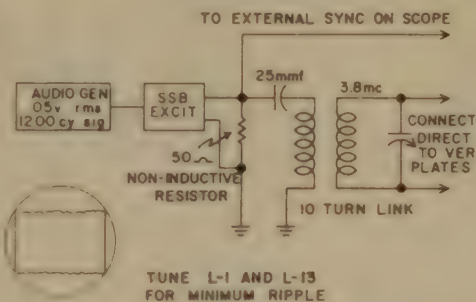 TO EXTERNAL SYNC ON SCOPE
25mmf
3.8mc
AUDIO GEN
05v rms
1200 cy sig
SSB
EXCIT
CONNECT
DIRECT
TO VER
PLATES
50
NON-INDUCTIVE
RESISTOR
10 TURN LINK
TUNE L-1 AND L-13
FOR MINIMUM RIPPLE